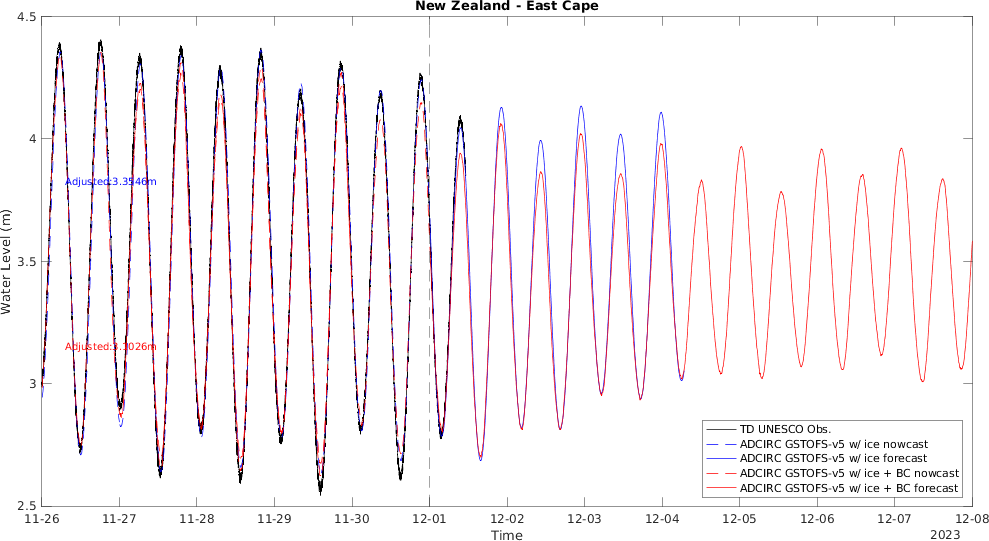 New Zealand - East Cape
4.5
4
3.5
3
2.5
Water Level (m)
Adjusted:3.3546m
Adjusted:3.3026m
TD UNESCO Obs.
ADCIRC GSTOFS-v5 w/ ice nowcast
ADCIRC GSTOFS-v5 w/ ice forecast
ADCIRC GSTOFS-v5 w/ ice + BC nowcast
ADCIRC GSTOFS-v5 w/ ice + BC forecast
11-26 11-27 11-28 11-29 11-30 12-01 12-02 12-03 12-04 12-05 12-06 12-07 12-08
Time
2023